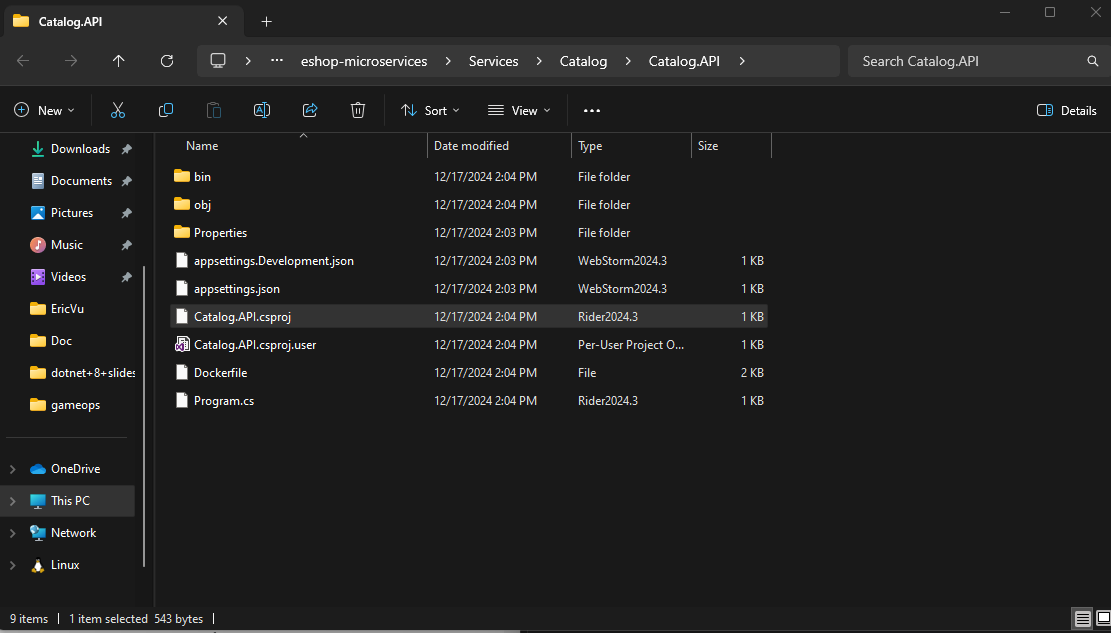 Catalog.API
eshop-microservices Services Catalog Catalog.API Search Catalog.API
New Sort View Details
Name Date modified Type Size
Downloads
Documents
Pictures
Music
Videos
EricVu
Doc
dotnet+8+slides
gameops
OneDrive
This PC
Network
Linux
bin 12/17/2024 2:04 PM File folder
obj 12/17/2024 2:04 PM File folder
Properties 12/17/2024 2:03 PM File folder
appsettings.Development.json 12/17/2024 2:03 PM WebStorm2024.3 1 KB
appsettings.json 12/17/2024 2:03 PM WebStorm2024.3 1 KB
Catalog.API.csproj 12/17/2024 2:04 PM Rider2024.3 1 KB
Catalog.API.csproj.user 12/17/2024 2:04 PM Per-User Project O... 1 KB
Dockerfile 12/17/2024 2:04 PM File 2 KB
Program.cs 12/17/2024 2:04 PM Rider2024.3 1 KB
9 items 1 item selected 543 bytes